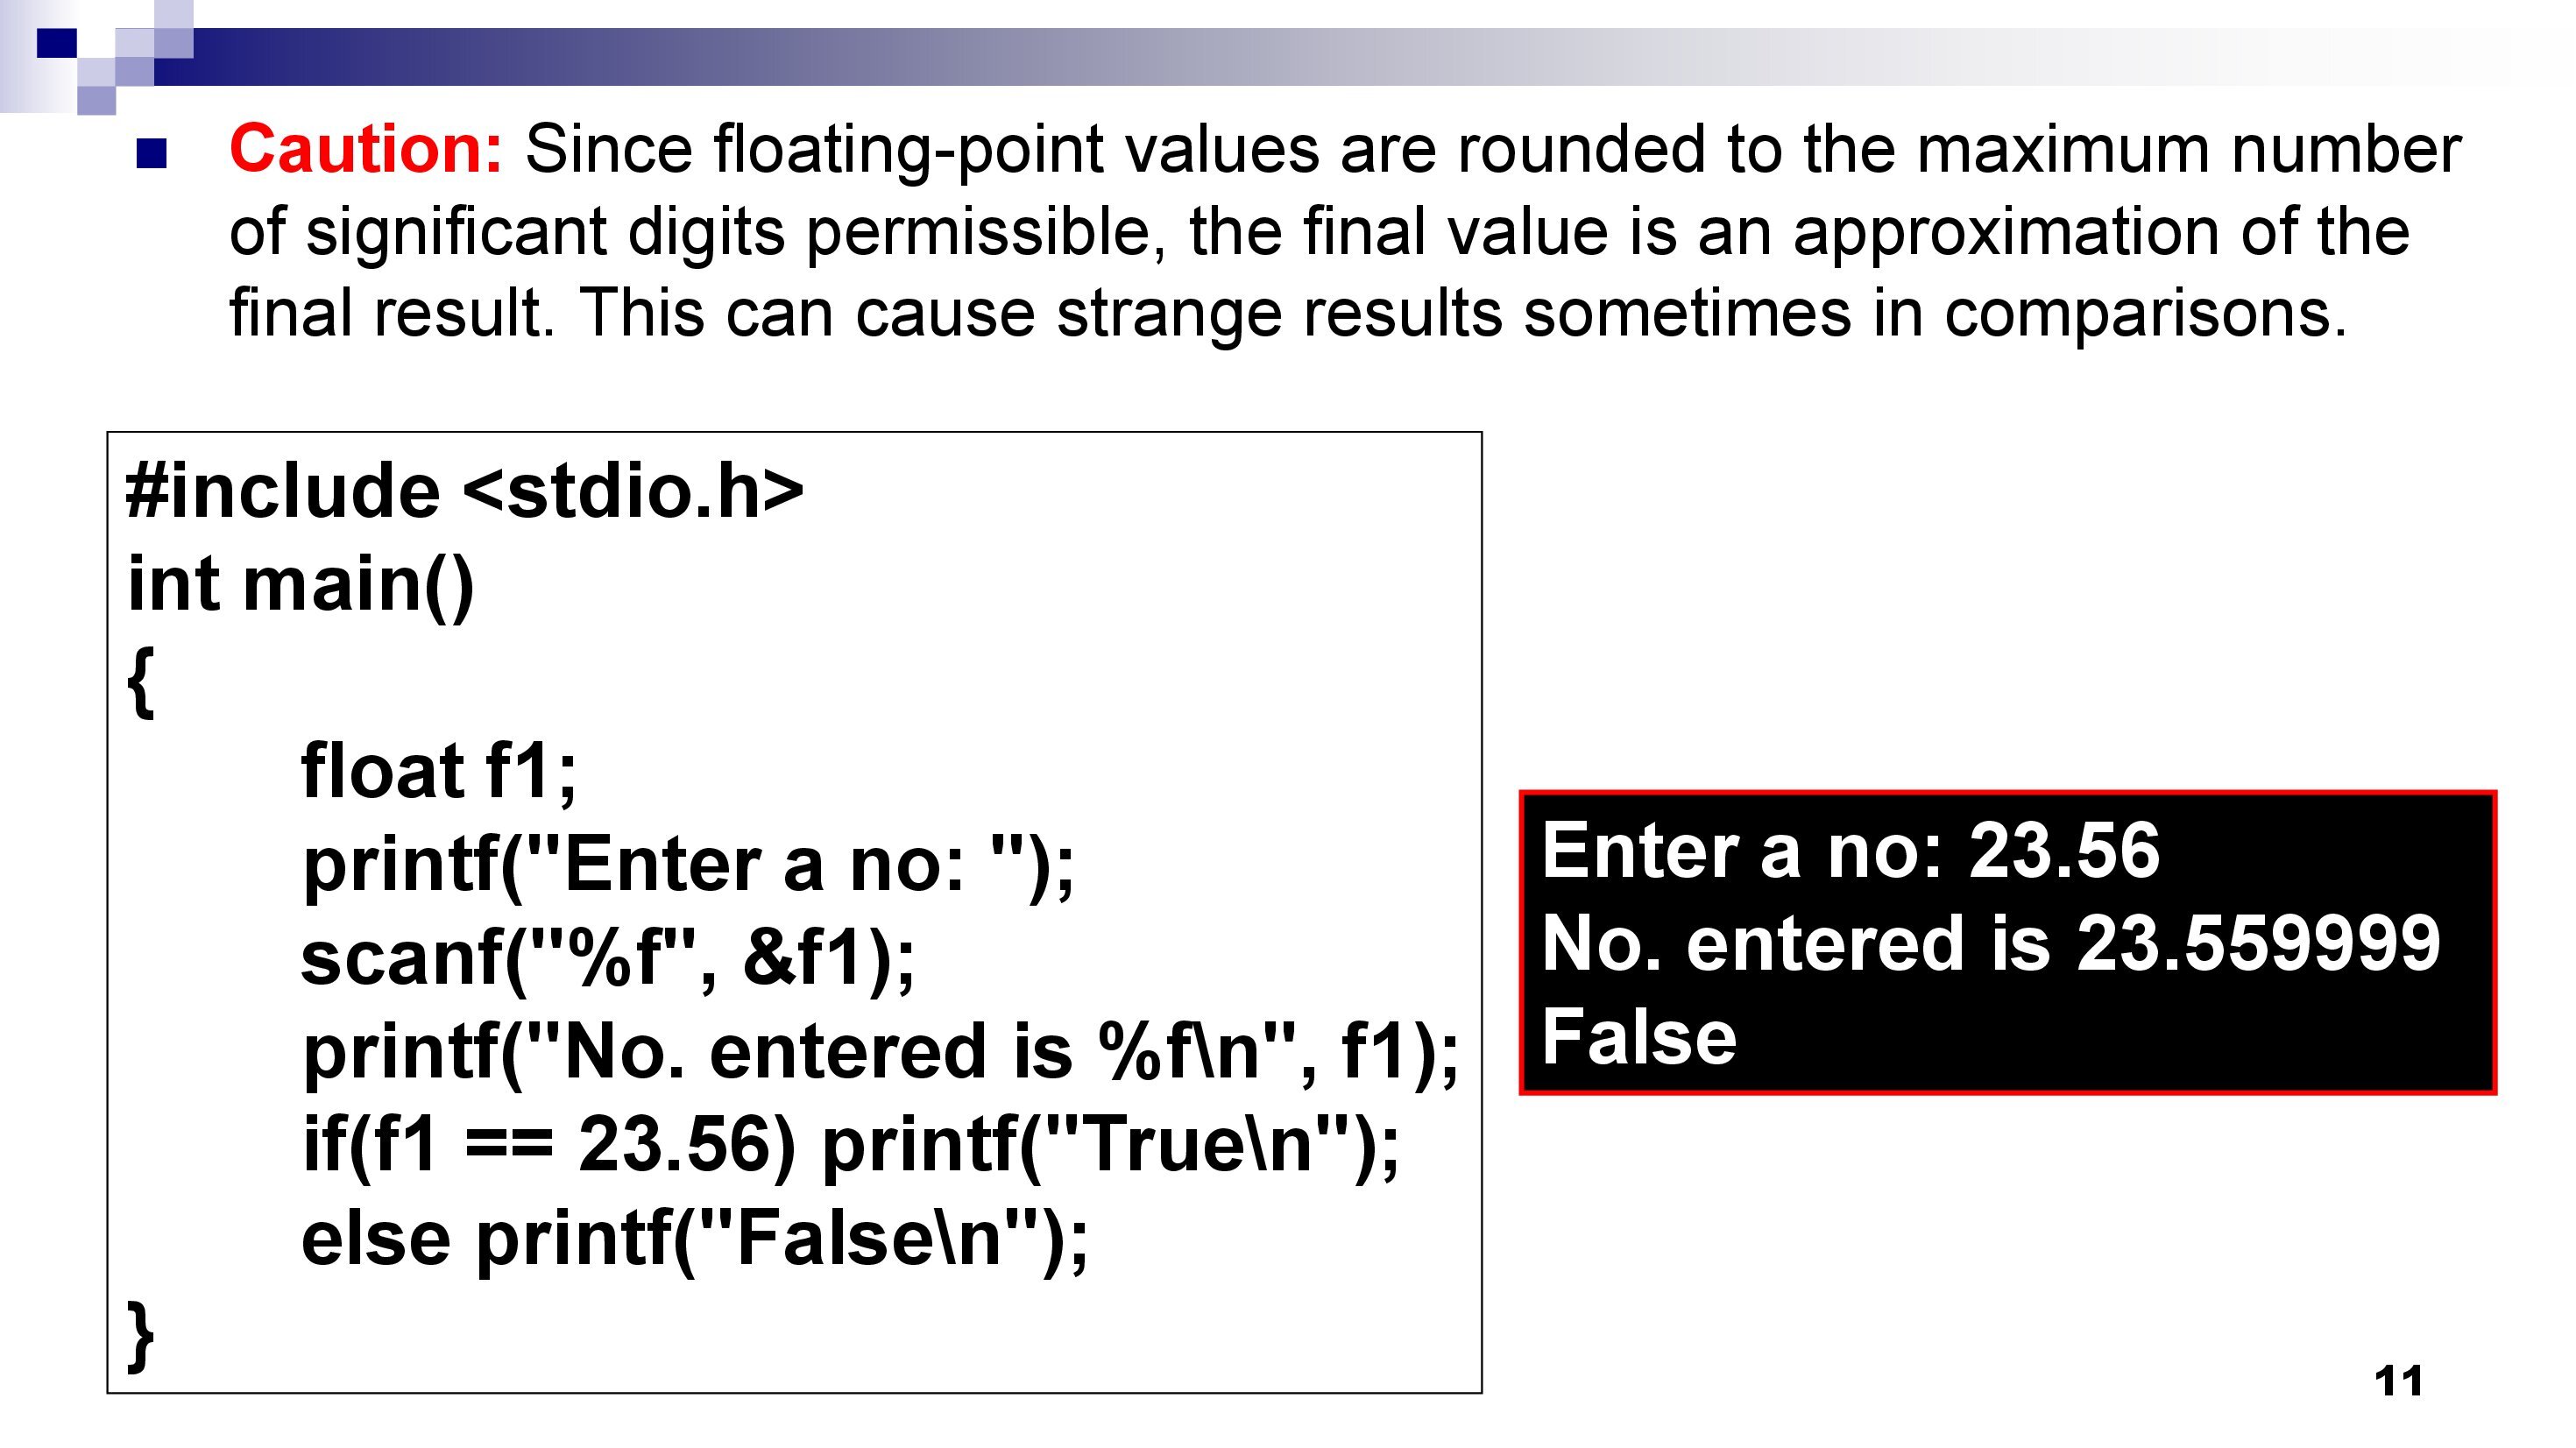 Caution: Since floating-point values are rounded to the maximum number
of significant digits permissible, the final value is an approximation of the
final result. This can cause strange results sometimes in comparisons.
#include <stdio.h>
int main()
{
float f1;
printf("Enter a no: ");
scanf("%f", &f1);
printf("No. entered is %f\n", f1);
if(f1 == 23.56) printf("True\n");
else printf("False\n");
}
Enter a no: 23.56
No. entered is 23.559999
False
11